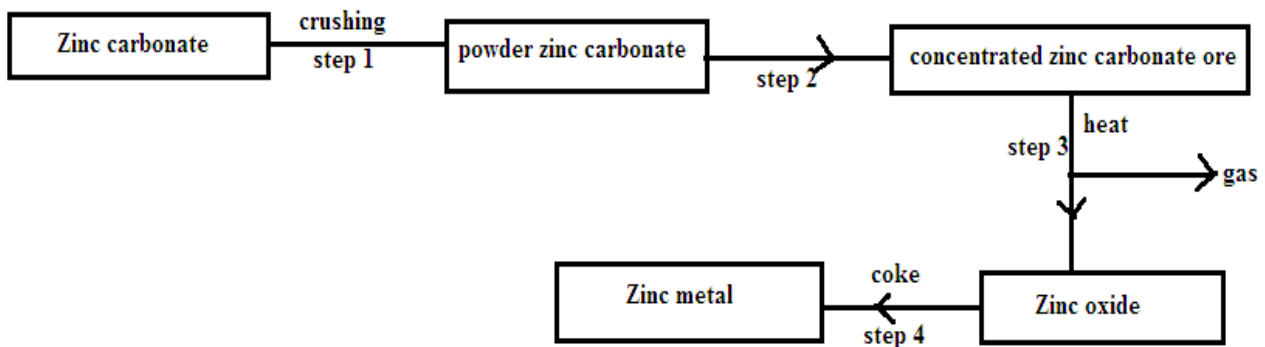 Zinc carbonate
crushing
step 1
powder zinc carbonate
step 2
concentrated zinc carbonate ore
heat
step 3
gas
Zinc oxide
coke
step 4
Zinc metal